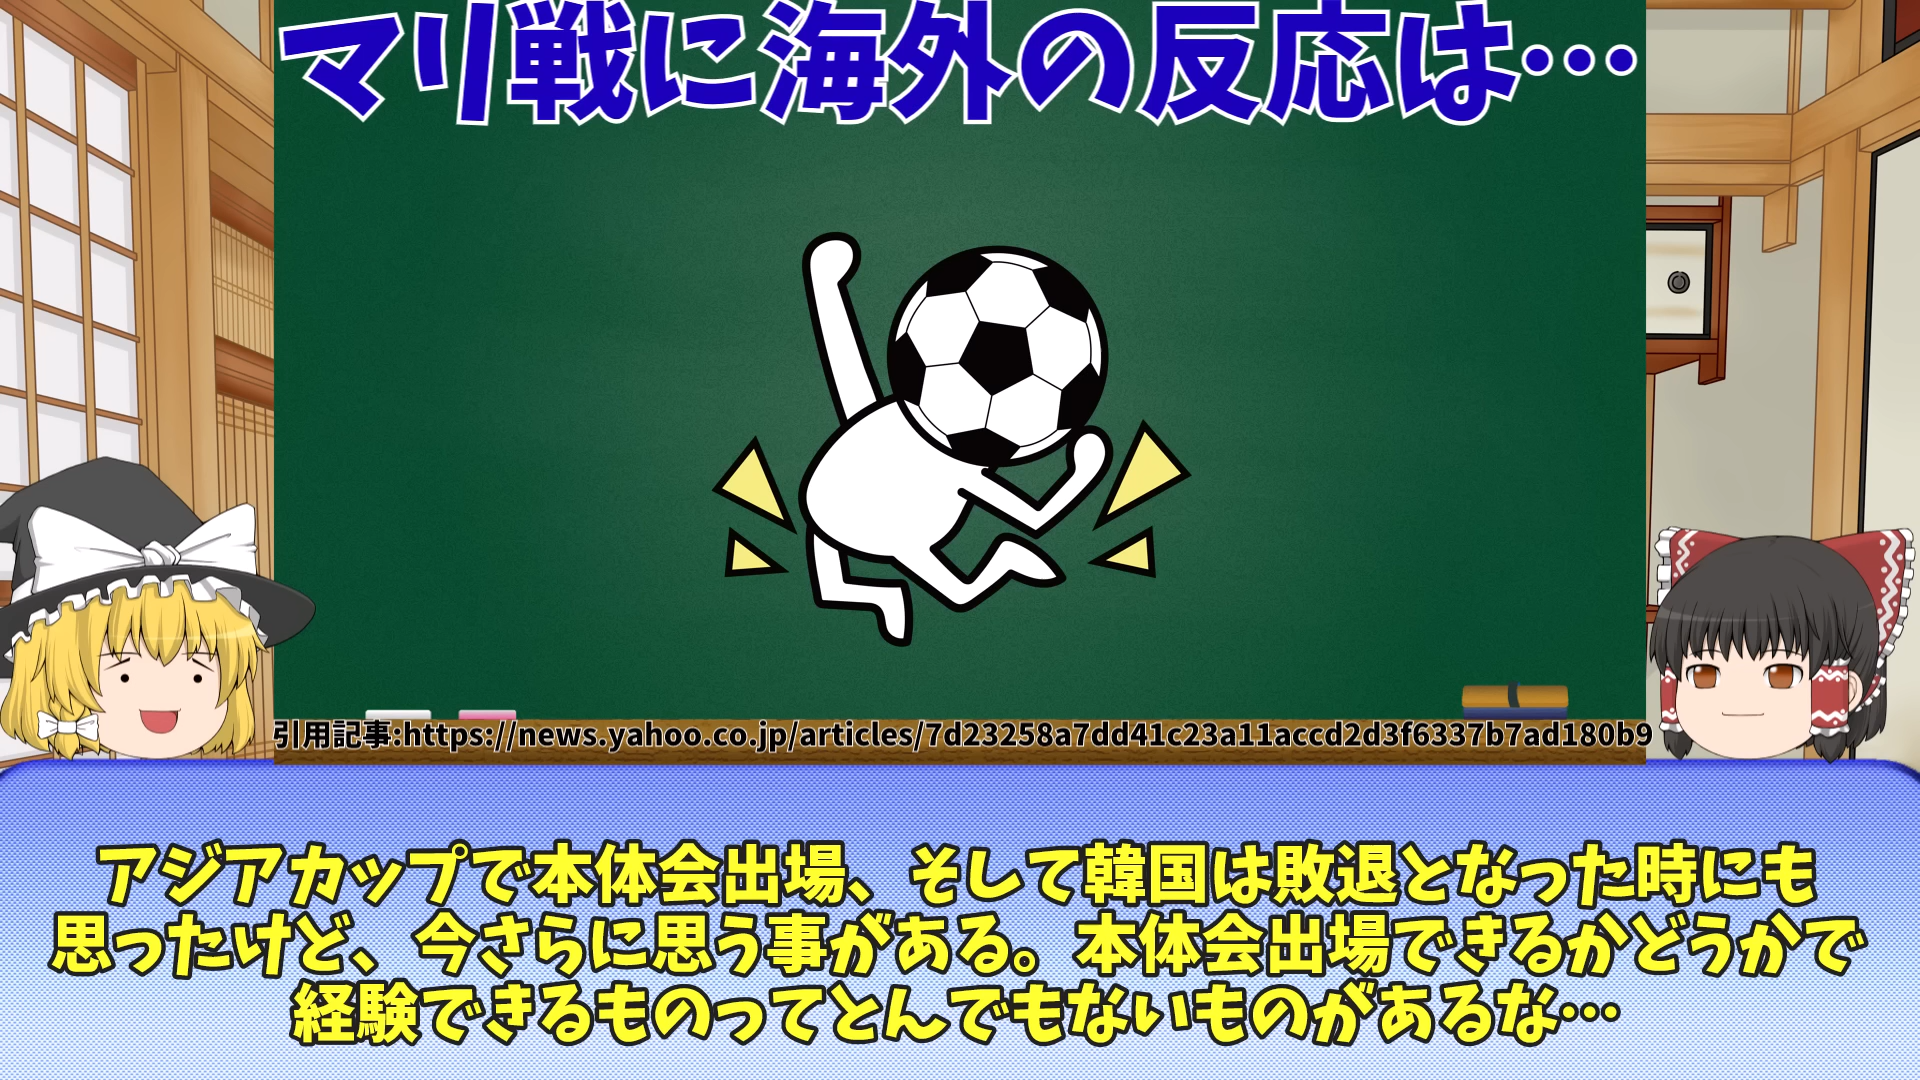 マリ戦に海外の反応は…
引用記事:https://news.yahoo.co.jp/articles/7d23258a7dd41c23a11accd2d3f6337b7ad180b9
アジアカップで本体会出場、そして韓国は敗退となった時にも
思ったけど、今さらに思う事がある。本体会出場できるかどうかで
経験できるものってとんでもないものがあるな…